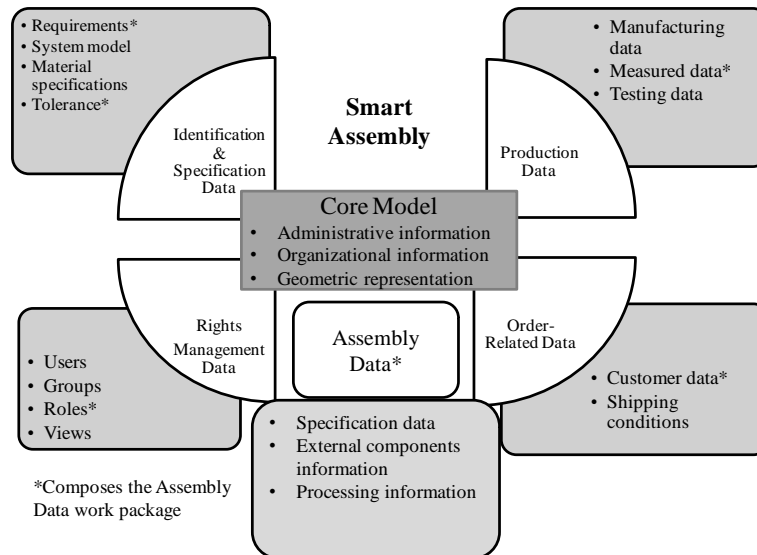 • Requirements*
• System model
• Material
specifications
• Tolerance*
Identification
&
Specification
Data
Smart
Assembly
• Manufacturing
data
• Measured data*
• Testing data
Production
Data
Core Model
• Administrative information
• Organizational information
• Geometric representation
Rights
Management
Data
• Users
• Groups
• Roles*
• Views
Assembly
Data*
• Specification data
• External components
information
• Processing information
Order-
Related Data
• Customer data*
• Shipping
conditions
*Composes the Assembly
Data work package